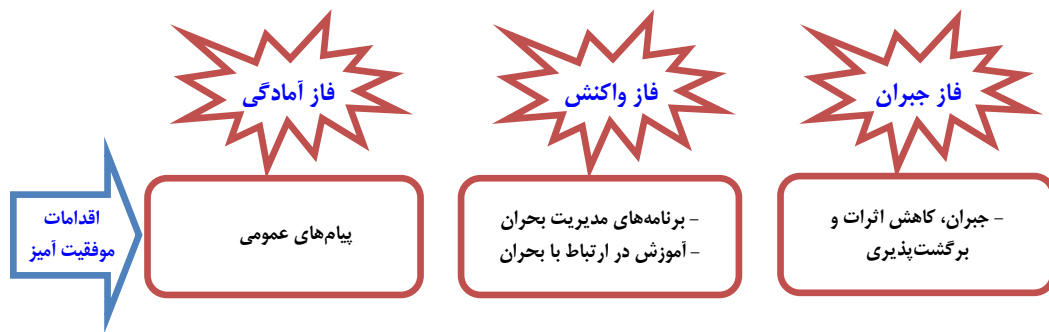 فاز آمادگی
فاز واکنش
فاز جبران
اقدامات
موفقیت آمیز
پیام‌های عمومی
- برنامه‌های مدیریت بحران
- آموزش در ارتباط با بحران
- جبران، کاهش اثرات و
برگشت‌پذیری